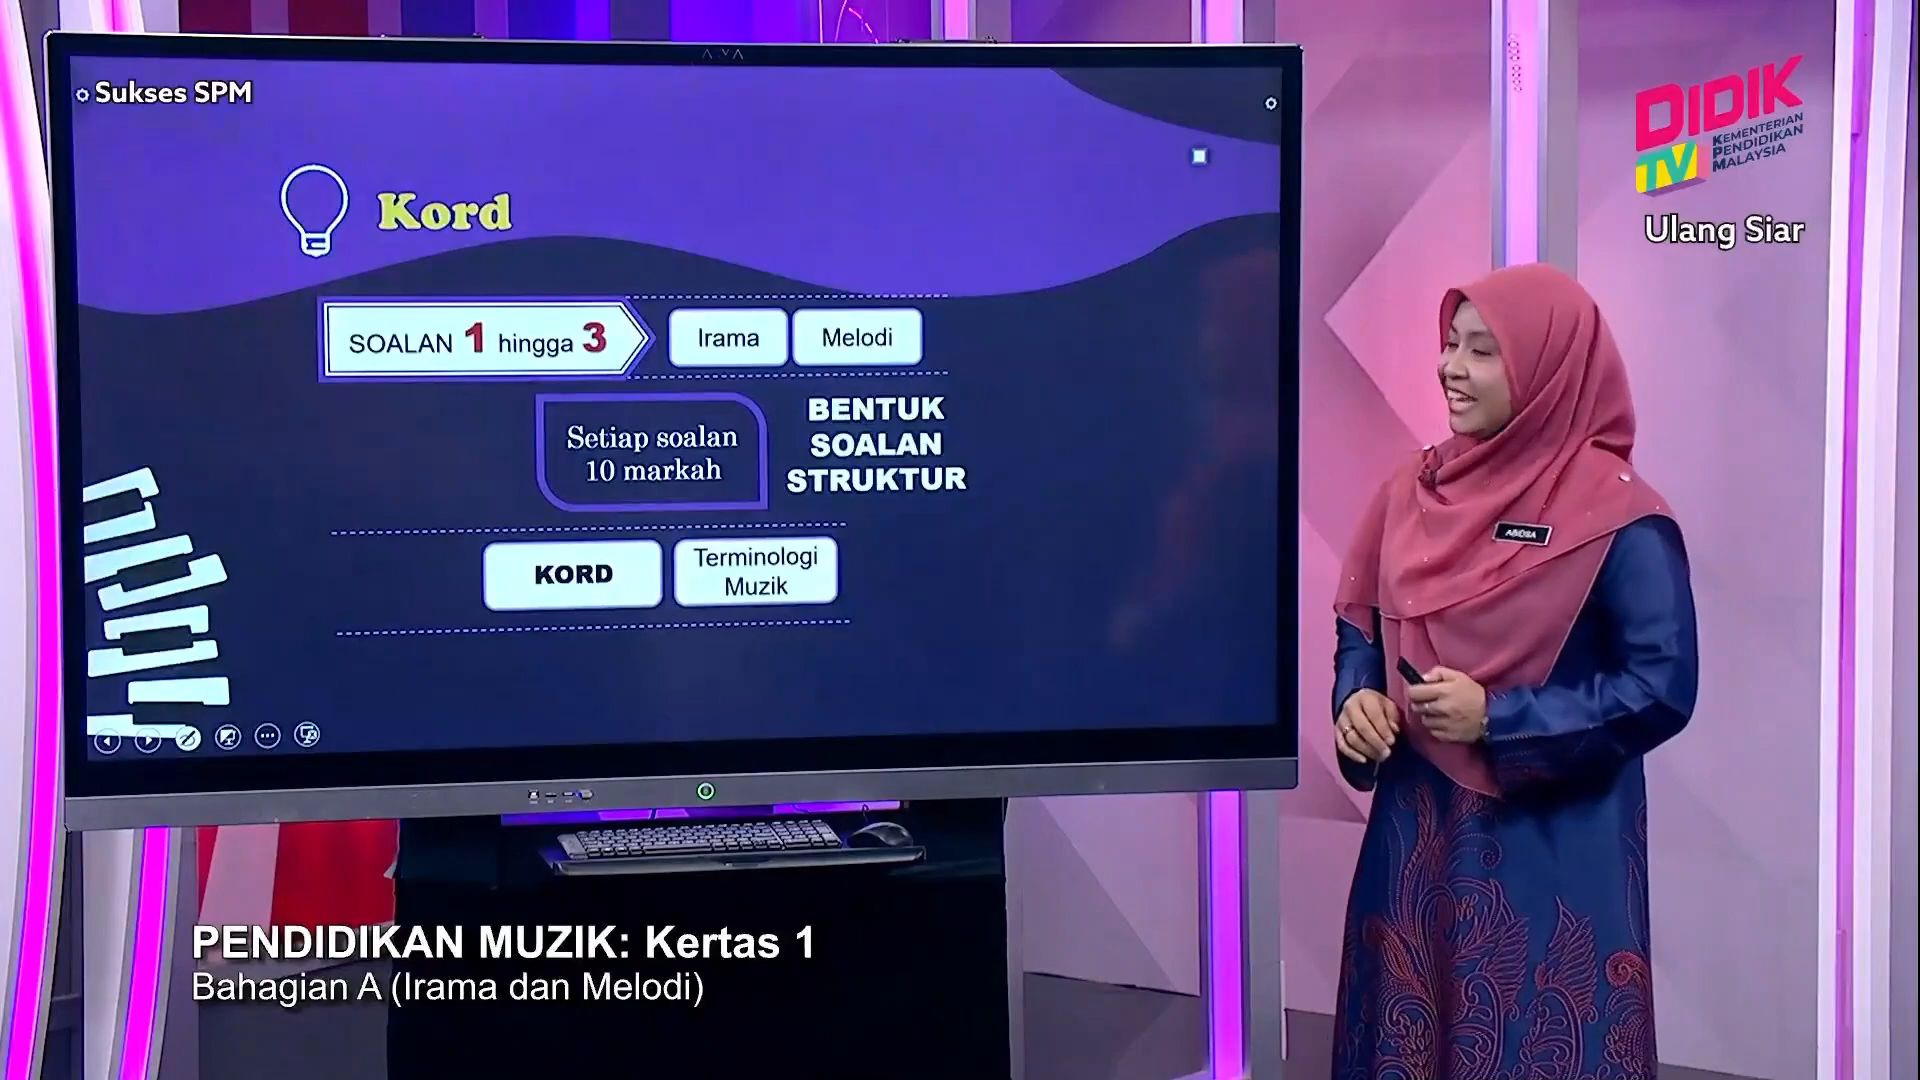 AVA
Sukses SPM
Kord
SOALAN 1 hingga 3
Irama
Melodi
Setiap soalan
10 markah
BENTUK
SOALAN
STRUKTUR
KORD
Terminologi
Muzik
DIDIK
TV
KEMENTERIAN
PENDIDIKAN
MALAYSIA
Ulang Siar
PENDIDIKAN MUZIK: Kertas 1
Bahagian A (Irama dan Melodi)